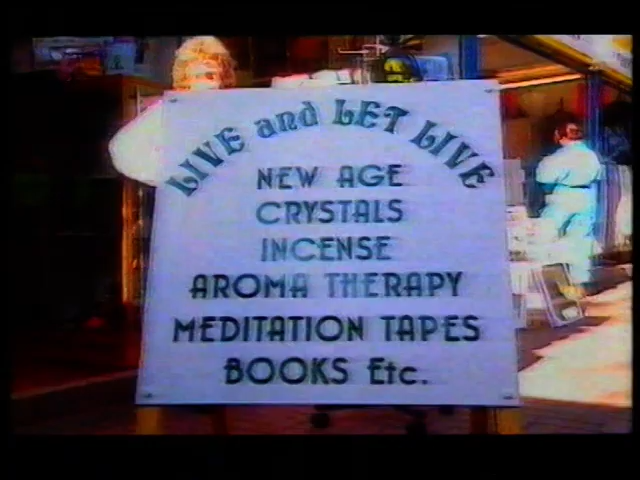 LIVE and LET LIVE
NEW AGE
CRYSTALS
INCENSE
AROMA THERAPY
MEDITATION TAPES
BOOKS Etc.